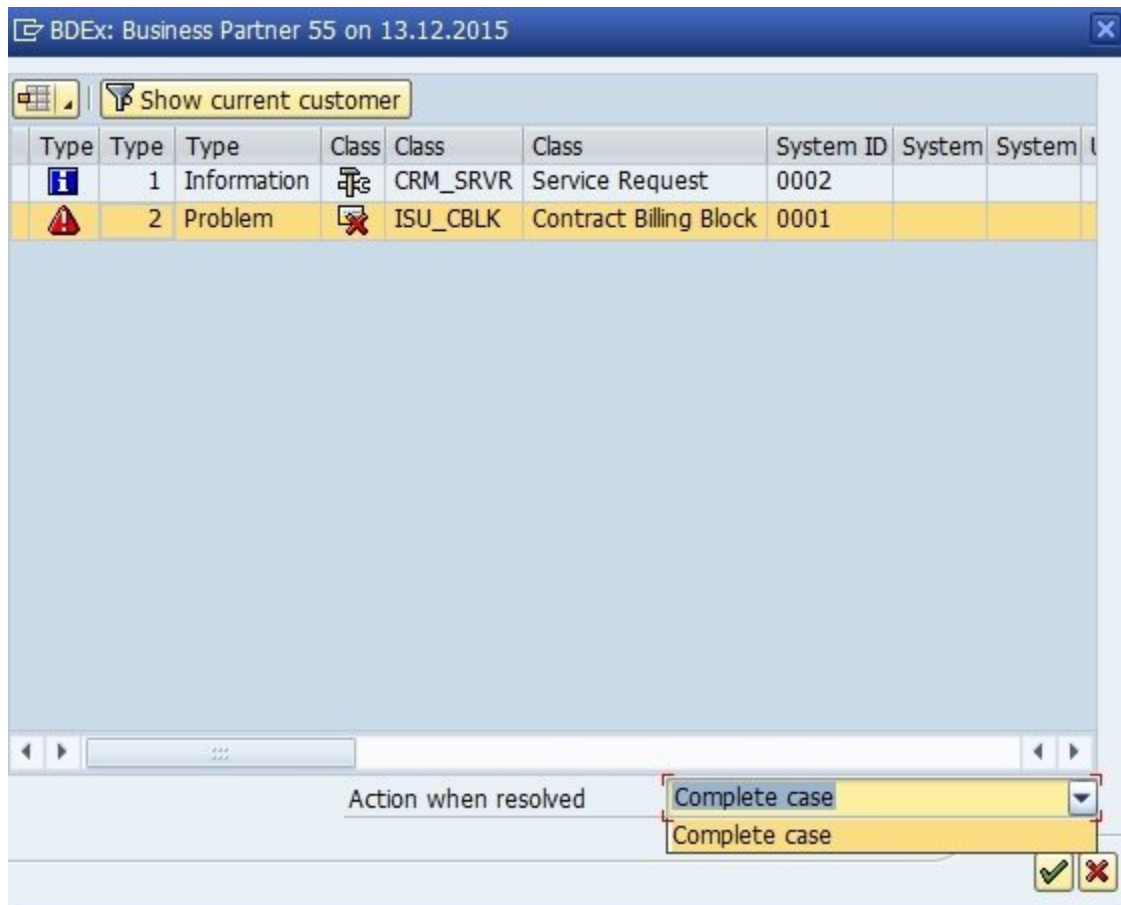 BDEx: Business Partner 55 on 13.12.2015
Show current customer
Type Type Type Class Class Class System ID System System
1 Information CRM_SRVR Service Request 0002
2 Problem ISU_CBLK Contract Billing Block 0001
Action when resolved Complete case
Complete case